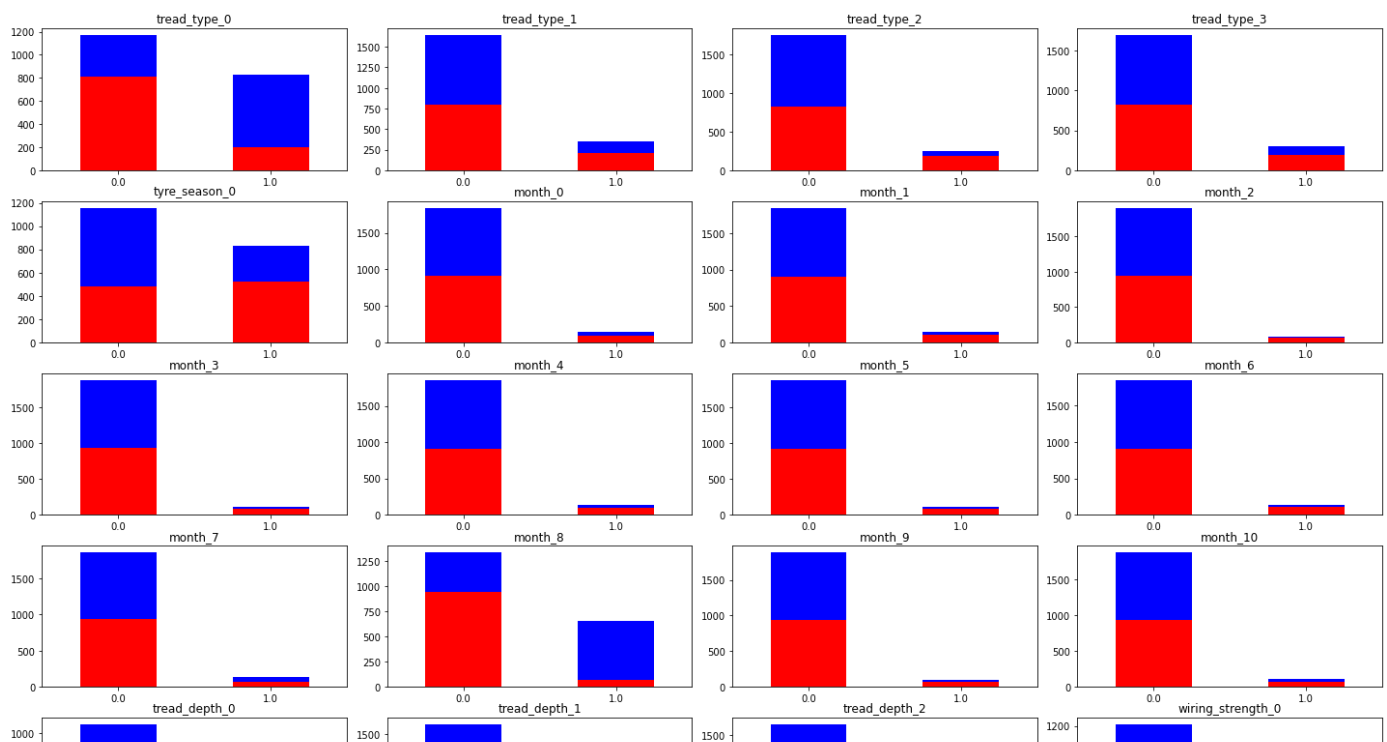 tread_type_0 tread_type_1 tread_type_2 tread_type_3
1200 1500 1500 1500
1000 1250
800 1000 1000 1000
600 750
400 500 500 500
200 250
0 0 0 0
0.0 1.0 0.0 1.0 0.0 1.0 0.0 1.0
tyre_season_0 month_0 month_1 month_2
1200 1500 1500 1500
1000
800 1000 1000 1000
600
400 500 500 500
200
0 0 0 0
0.0 1.0 0.0 1.0 0.0 1.0 0.0 1.0
month_3 month_4 month_5 month_6
1500 1500 1500 1500
1000 1000 1000 1000
500 500 500 500
0 0 0 0
0.0 1.0 0.0 1.0 0.0 1.0 0.0 1.0
month_7 month_8 month_9 month_10
1500 1250 1500 1500
1000 1000 1000 1000
750
500 500 500 500
250
0 0 0 0
0.0 1.0 0.0 1.0 0.0 1.0 0.0 1.0
tread_depth_0 tread_depth_1 tread_depth_2 wiring_strength_0
1000 1500 1500 1200